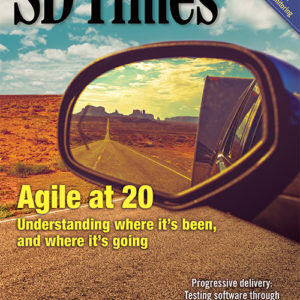 SD Times
Agile at 20
Understanding where it's been,
and where it's going
Progressive delivery:
Testing software through